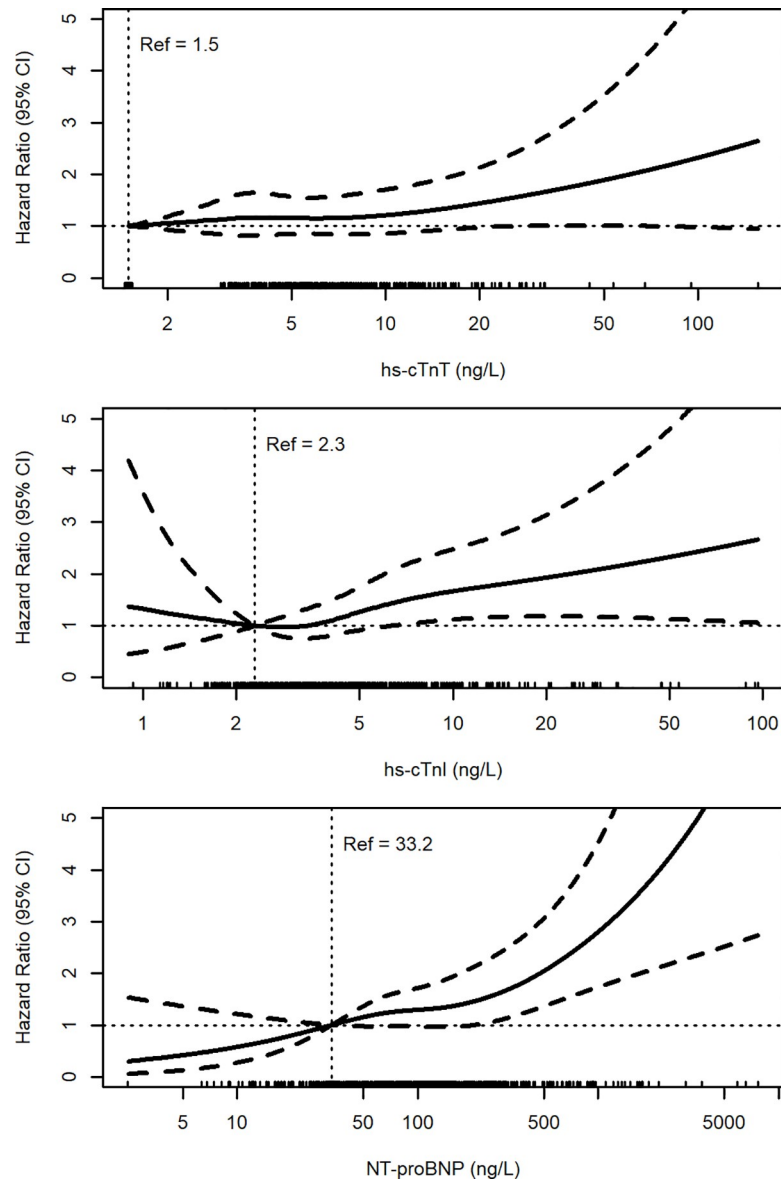 5
4
3
2
1
0
Hazard Ratio (95% CI)
Ref = 1.5
2 5 10 20 50 100
hs-cTnT (ng/L)
5
4
3
2
1
0
Hazard Ratio (95% CI)
Ref = 2.3
1 2 5 10 20 50 100
hs-cTnI (ng/L)
5
4
3
2
1
0
Hazard Ratio (95% CI)
Ref = 33.2
5 10 50 100 500 5000
NT-proBNP (ng/L)